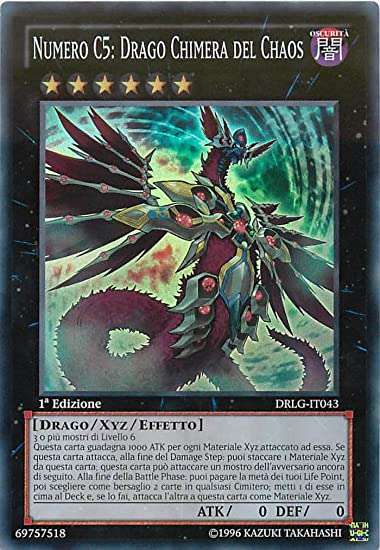 NUMERO C5: DRAGO CHIMERA DEL CHAOS
OSCURITÀ
闇
1ª Edizione
DRLG-IT043
[DRAGO/XYZ/EFFETTO]
3 o più mostri di Livello 6
Questa carta guadagna 1000 ATK per ogni Materiale Xyz attaccato ad essa. Se
questa carta attacca, alla fine del Damage Step: puoi staccare 1 Materiale Xyz
da questa carta; questa carta può attaccare un mostro dell'avversario ancora
di seguito. Alla fine della Battle Phase: puoi pagare la metà dei tuoi Life Point,
poi scegliere come bersaglio 2 carte in qualsiasi Cimitero; metti 1 di esse in
cima al Deck e, se lo fai, attacca l'altra a questa carta come Materiale Xyz.
ATK/ 0 DEF/ 0
69757518
©1996 KAZUKI TAKAHASHI